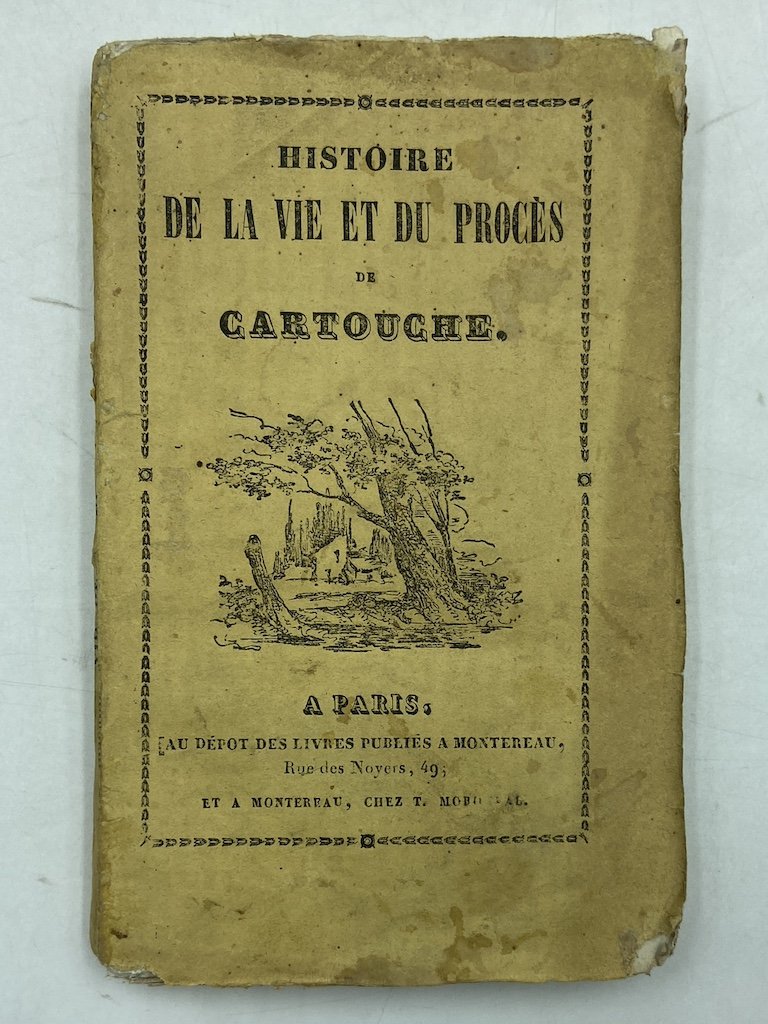 HISTOIRE
DE LA VIE ET DU PROCÈS
DE
CARTOUCHE.
A PARIS,
AU DÉPOT DES LIVRES PUBLIÉS A MONTEREAU,
Rue des Noyers, 49;
ET A MONTEREAU, CHEZ T.